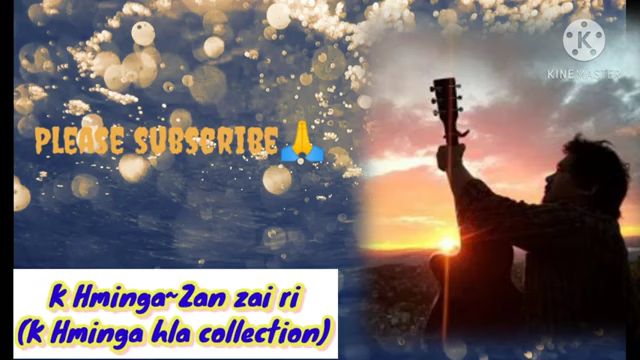 K
KINEMASTER
PLEASE SUBSCRIBE🙏
K Hminga~Zan zai ri
(K Hminga hla collection)